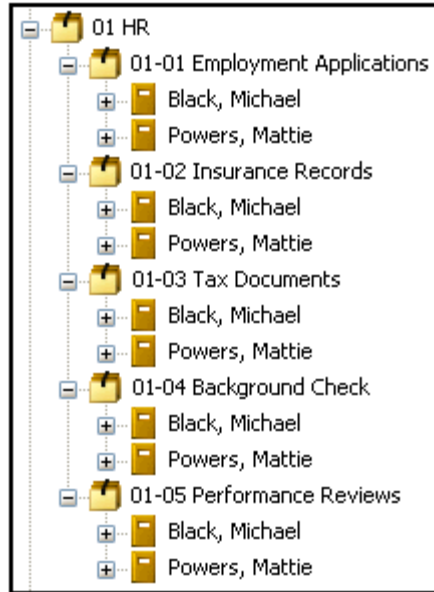 01 HR
01-01 Employment Applications
Black, Michael
Powers, Mattie
01-02 Insurance Records
Black, Michael
Powers, Mattie
01-03 Tax Documents
Black, Michael
Powers, Mattie
01-04 Background Check
Black, Michael
Powers, Mattie
01-05 Performance Reviews
Black, Michael
Powers, Mattie